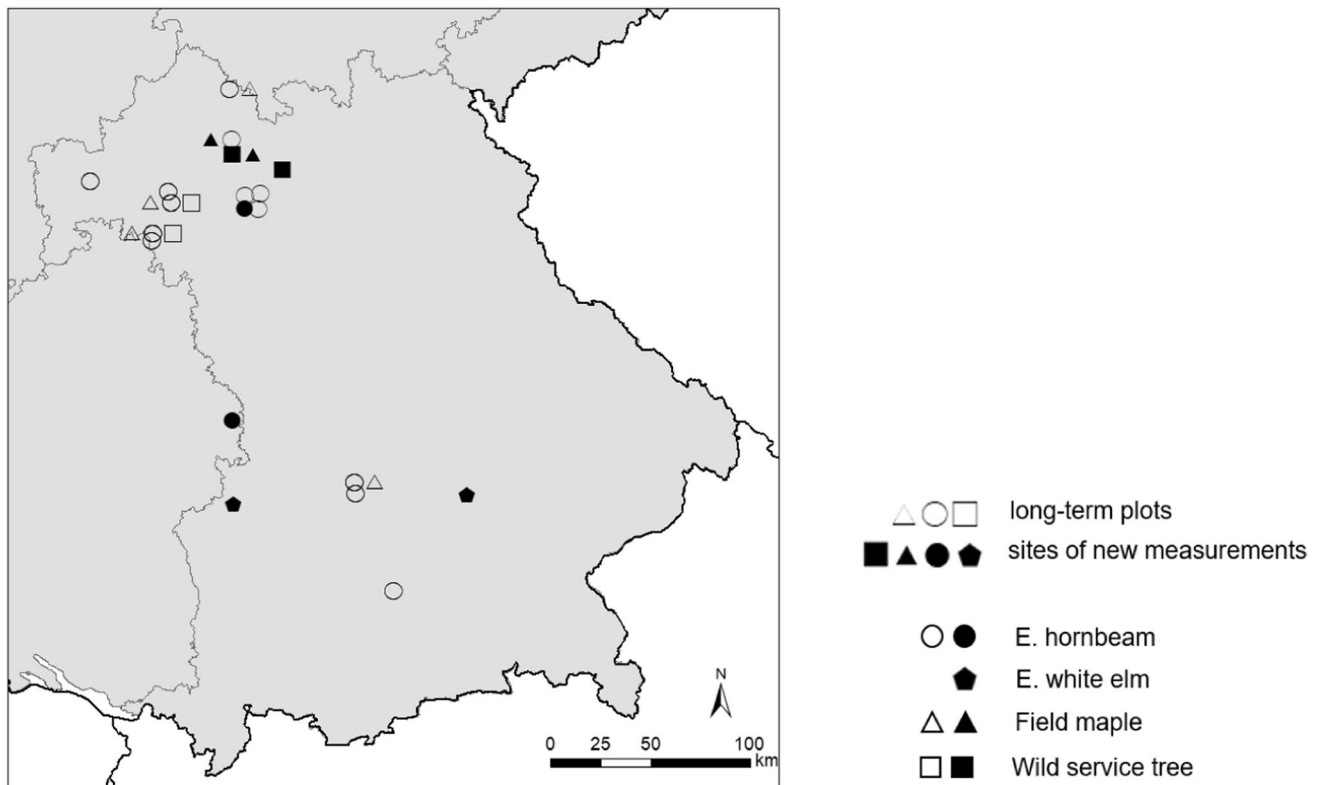 long-term plots
sites of new measurements
E. hornbeam
E. white elm
N
Field maple
0 25 50 100
km
Wild service tree